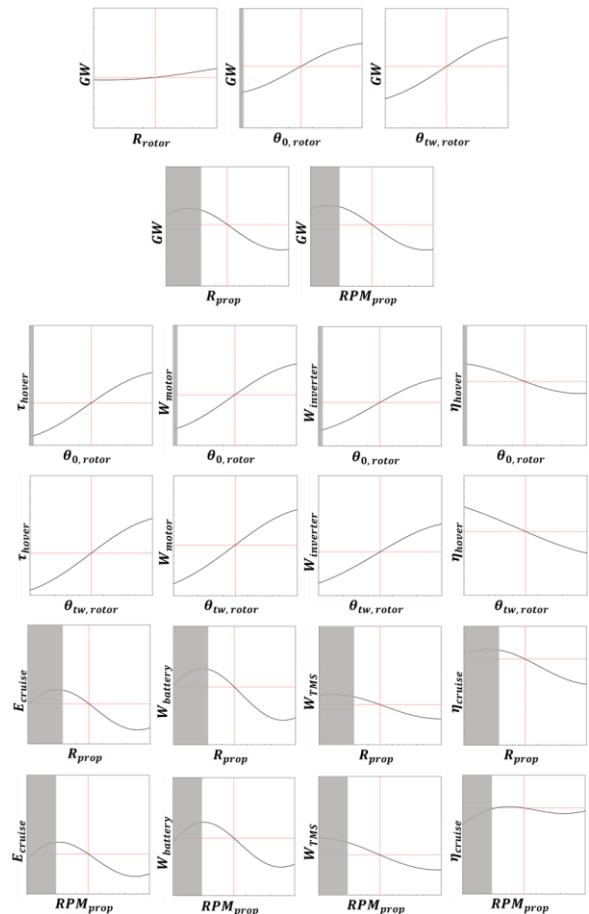 GW GW GW
R_rotor θ_0,rotor θ_tw,rotor
GW GW
R_prop RPM_prop
τ_hover W_motor W_inverter η_hover
θ_0,rotor θ_0,rotor θ_0,rotor θ_0,rotor
τ_hover W_motor W_inverter η_hover
θ_tw,rotor θ_tw,rotor θ_tw,rotor θ_tw,rotor
E_cruise W_battery W_TMS η_cruise
R_prop R_prop R_prop R_prop
E_cruise W_battery W_TMS η_cruise
RPM_prop RPM_prop RPM_prop RPM_prop